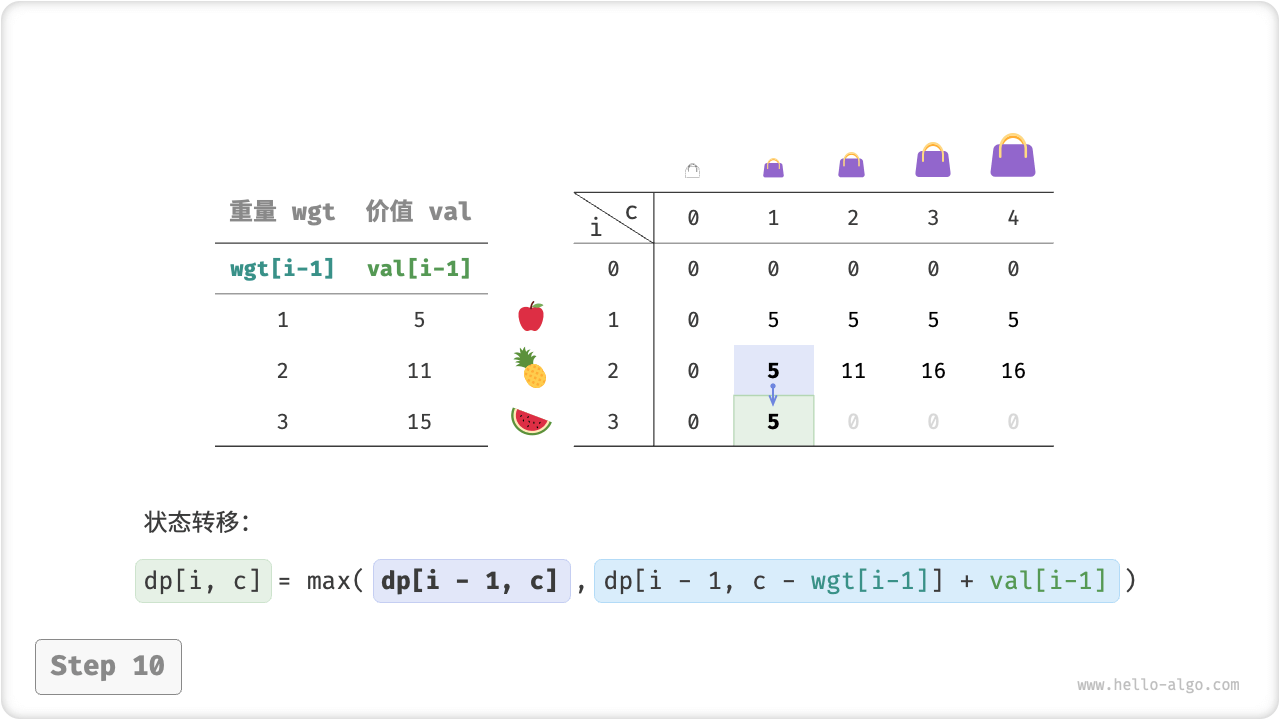 重量 wgt 价值 val
wgt[i-1] val[i-1]
1 5
2 11
3 15
i c 0 1 2 3 4
0 0 0 0 0 0
1 0 5 5 5 5
2 0 5 11 16 16
3 0 5 0 0 0
状态转移：
dp[i, c] = max( dp[i - 1, c] , dp[i - 1, c - wgt[i-1]] + val[i-1] )
Step 10
www.hello-algo.com